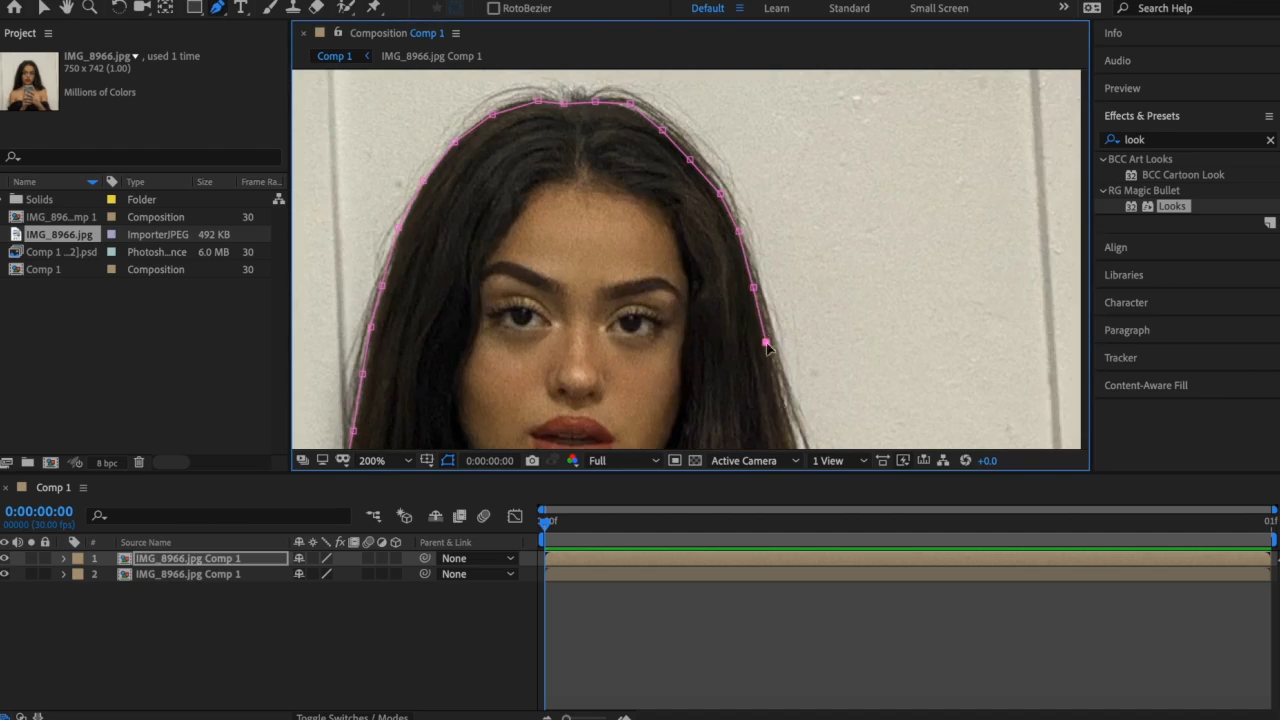 RotoBezier
Default
Learn
Standard
Small Screen
Search Help
Project
IMG_8966.jpg , used 1 time
750 x 742 (1.00)
Millions of Colors
Name
Type
Size
Frame Ra...
Solids
Folder
IMG_896...mp 1
Composition
30
IMG_8966.jpg
ImporterJPEG
492 KB
Comp 1 ...2].psd
Photosh...nce
6.0 MB
30
Comp 1
Composition
30
8 bpc
Composition Comp 1
Comp 1
IMG_8966.jpg Comp 1
200%
0:00:00:00
Full
Active Camera
1 View
+0.0
Info
Audio
Preview
Effects & Presets
look
BCC Art Looks
BCC Cartoon Look
RG Magic Bullet
Looks
Align
Libraries
Character
Paragraph
Tracker
Content-Aware Fill
Comp 1
0:00:00:00
00000 (30.00 fps)
#
Source Name
fx
Parent & Link
1
IMG_8966.jpg Comp 1
None
2
IMG_8966.jpg Comp 1
None
01f
Toggle Switches / Modes